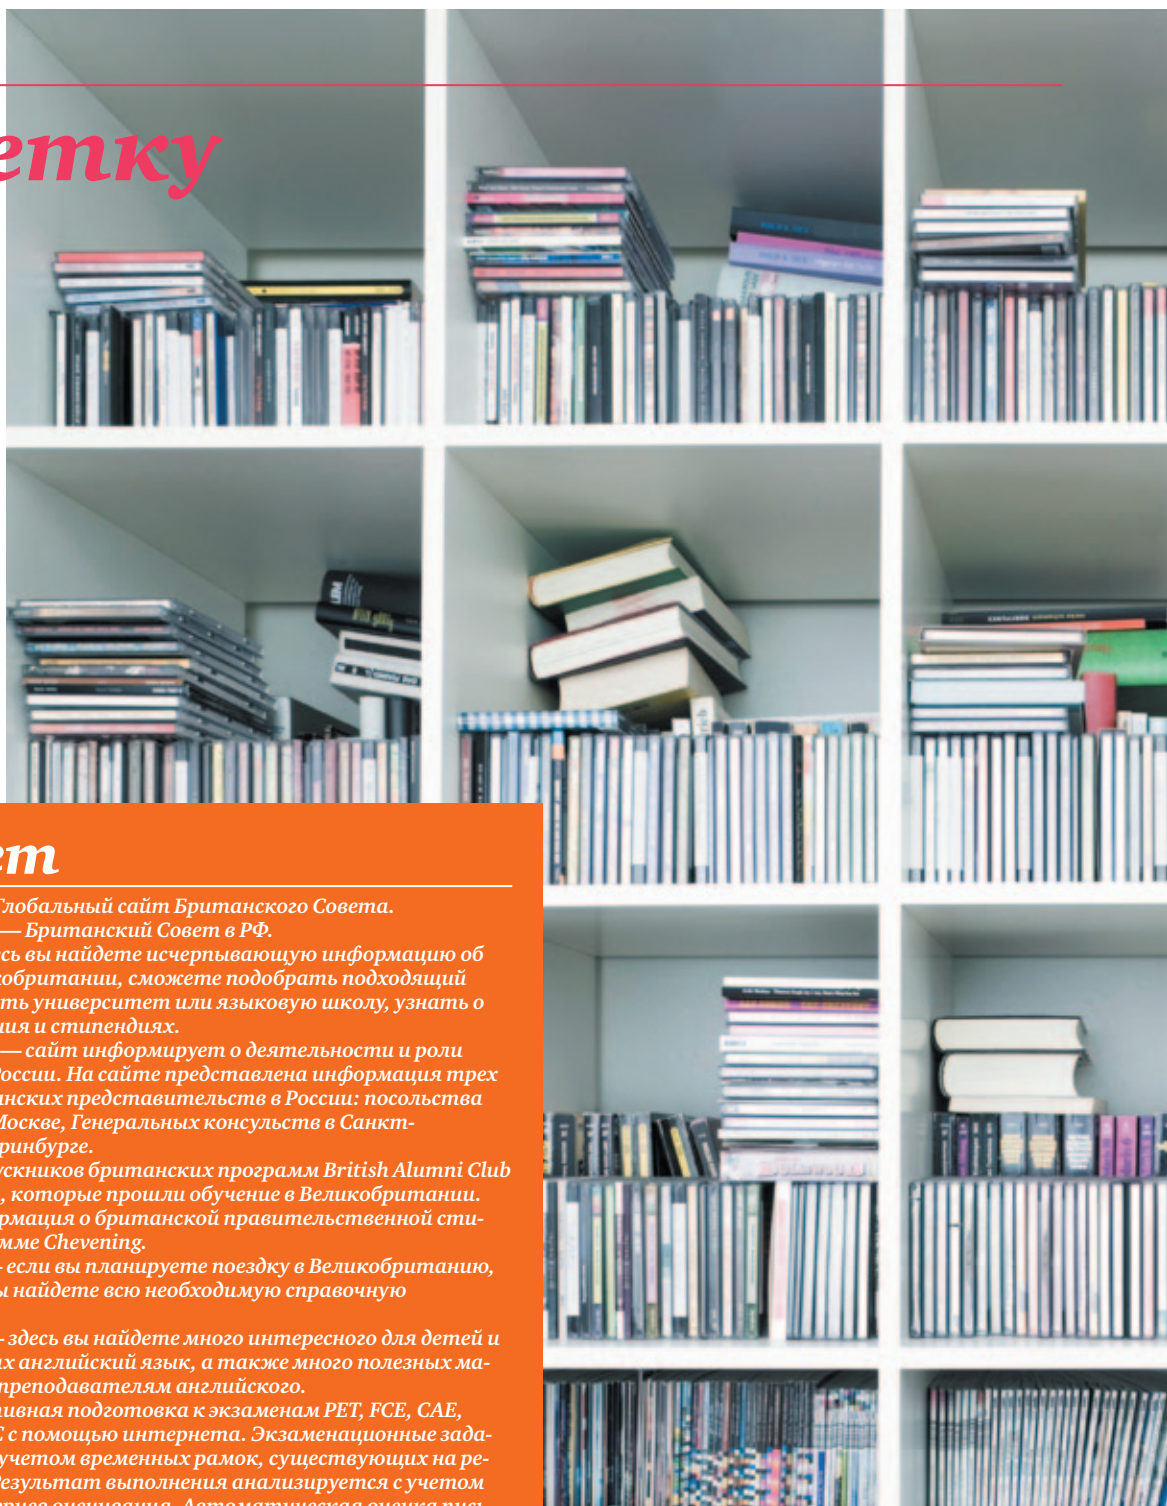 етку
ет
Глобальный сайт Британского Совета.
— Британский Совет в РФ.
сь вы найдете исчерпывающую информацию об
обритании, сможете подобрать подходящий
ть университет или языковую школу, узнать о
ния и стипендиях.
— сайт информирует о деятельности и роли
России. На сайте представлена информация трех
нских представительств в России: посольства
Москве, Генеральных консульств в Санкт-
ринбурге.
ускников британских программ British Alumni Club
, которые прошли обучение в Великобритании.
рмация о британской правительственной сти-
мме Chevening.
— если вы планируете поездку в Великобританию,
ы найдете всю необходимую справочную
— здесь вы найдете много интересного для детей и
их английский язык, а также много полезных ма-
преподавателям английского.
ивная подготовка к экзаменам PET, FCE, CAE,
С с помощью интернета. Экзаменационные зада-
учетом временных рамок, существующих на ре-
Результат выполнения анализируется с учетом